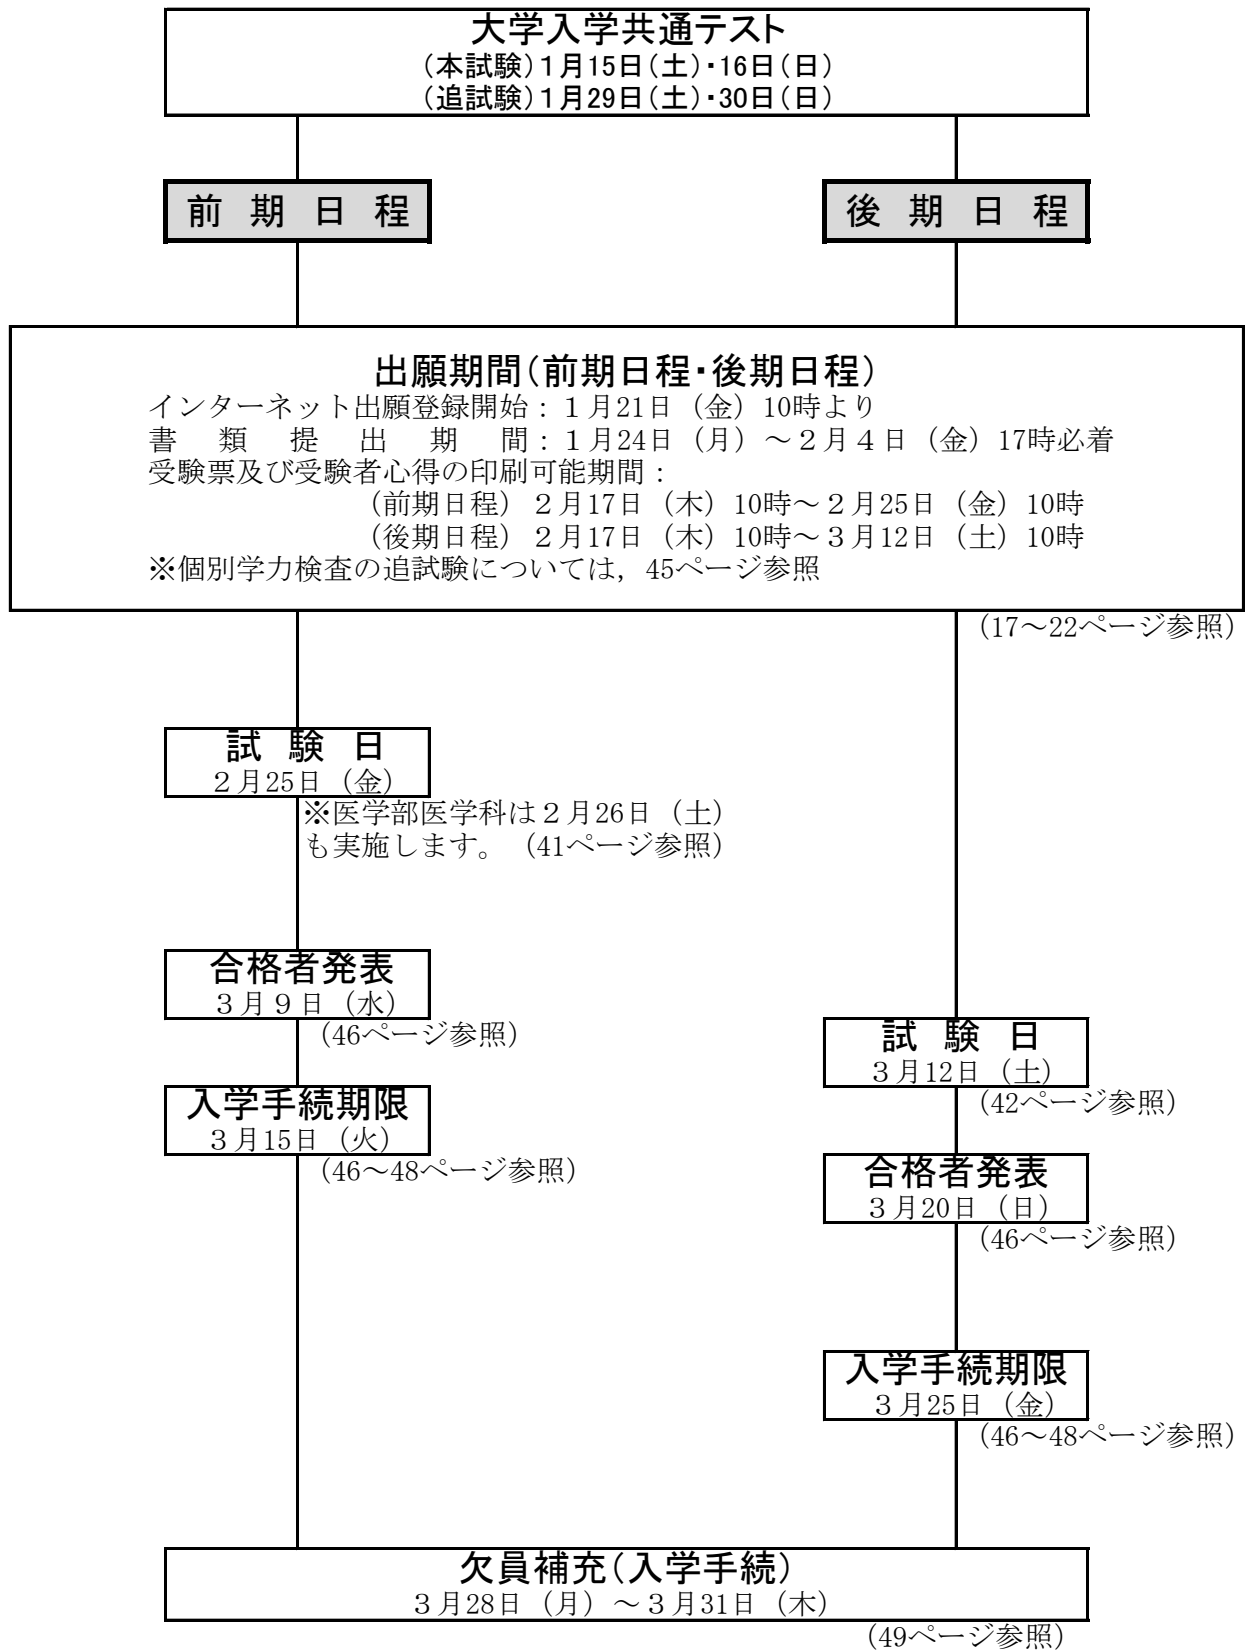 大学入学共通テスト
（本試験）１月15日（土）・16日（日）
（追試験）１月29日（土）・30日（日）
前期日程
後期日程
出願期間（前期日程・後期日程）
インターネット出願登録開始：１月21日（金）10時より
書類提出期間：１月24日（月）～２月４日（金）17時必着
受験票及び受験者心得の印刷可能期間：
（前期日程）２月17日（木）10時～２月25日（金）10時
（後期日程）２月17日（木）10時～３月12日（土）10時
※個別学力検査の追試験については，45ページ参照
（17～22ページ参照）
試験日
２月25日（金）
※医学部医学科は２月26日（土）
も実施します。（41ページ参照）
合格者発表
３月９日（水）
（46ページ参照）
試験日
３月12日（土）
（42ページ参照）
入学手続期限
３月15日（火）
（46～48ページ参照）
合格者発表
３月20日（日）
（46ページ参照）
入学手続期限
３月25日（金）
（46～48ページ参照）
欠員補充（入学手続）
３月28日（月）～３月31日（木）
（49ページ参照）